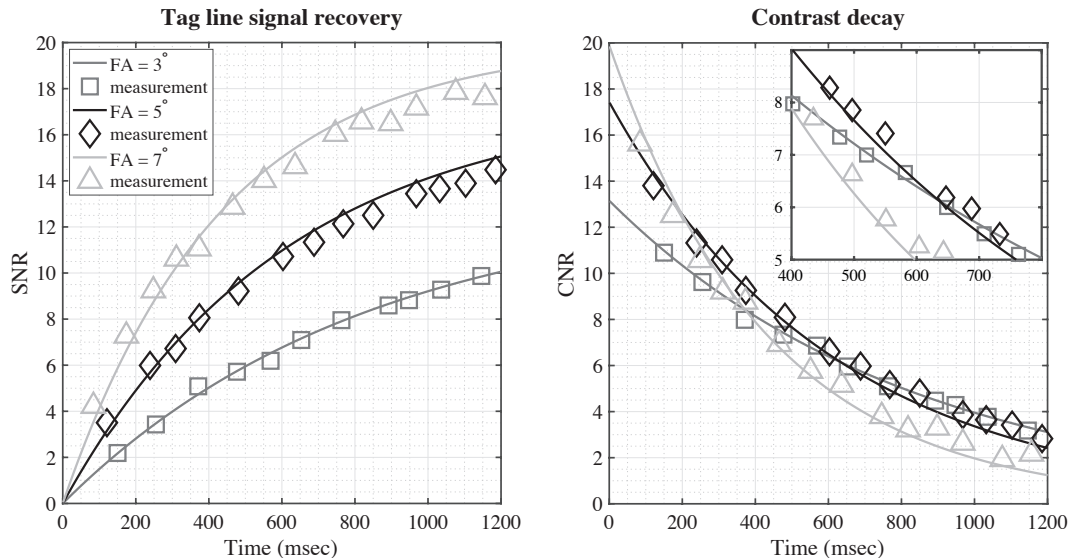 Tag line signal recovery
SNR
20
18
16
14
12
10
8
6
4
2
0
FA = 3°
measurement
FA = 5°
measurement
FA = 7°
measurement
0 200 400 600 800 1000 1200
Time (msec)
Contrast decay
CNR
20
18
16
14
12
10
8
6
4
2
0
8
7
6
5
400 500 600 700
0 200 400 600 800 1000 1200
Time (msec)